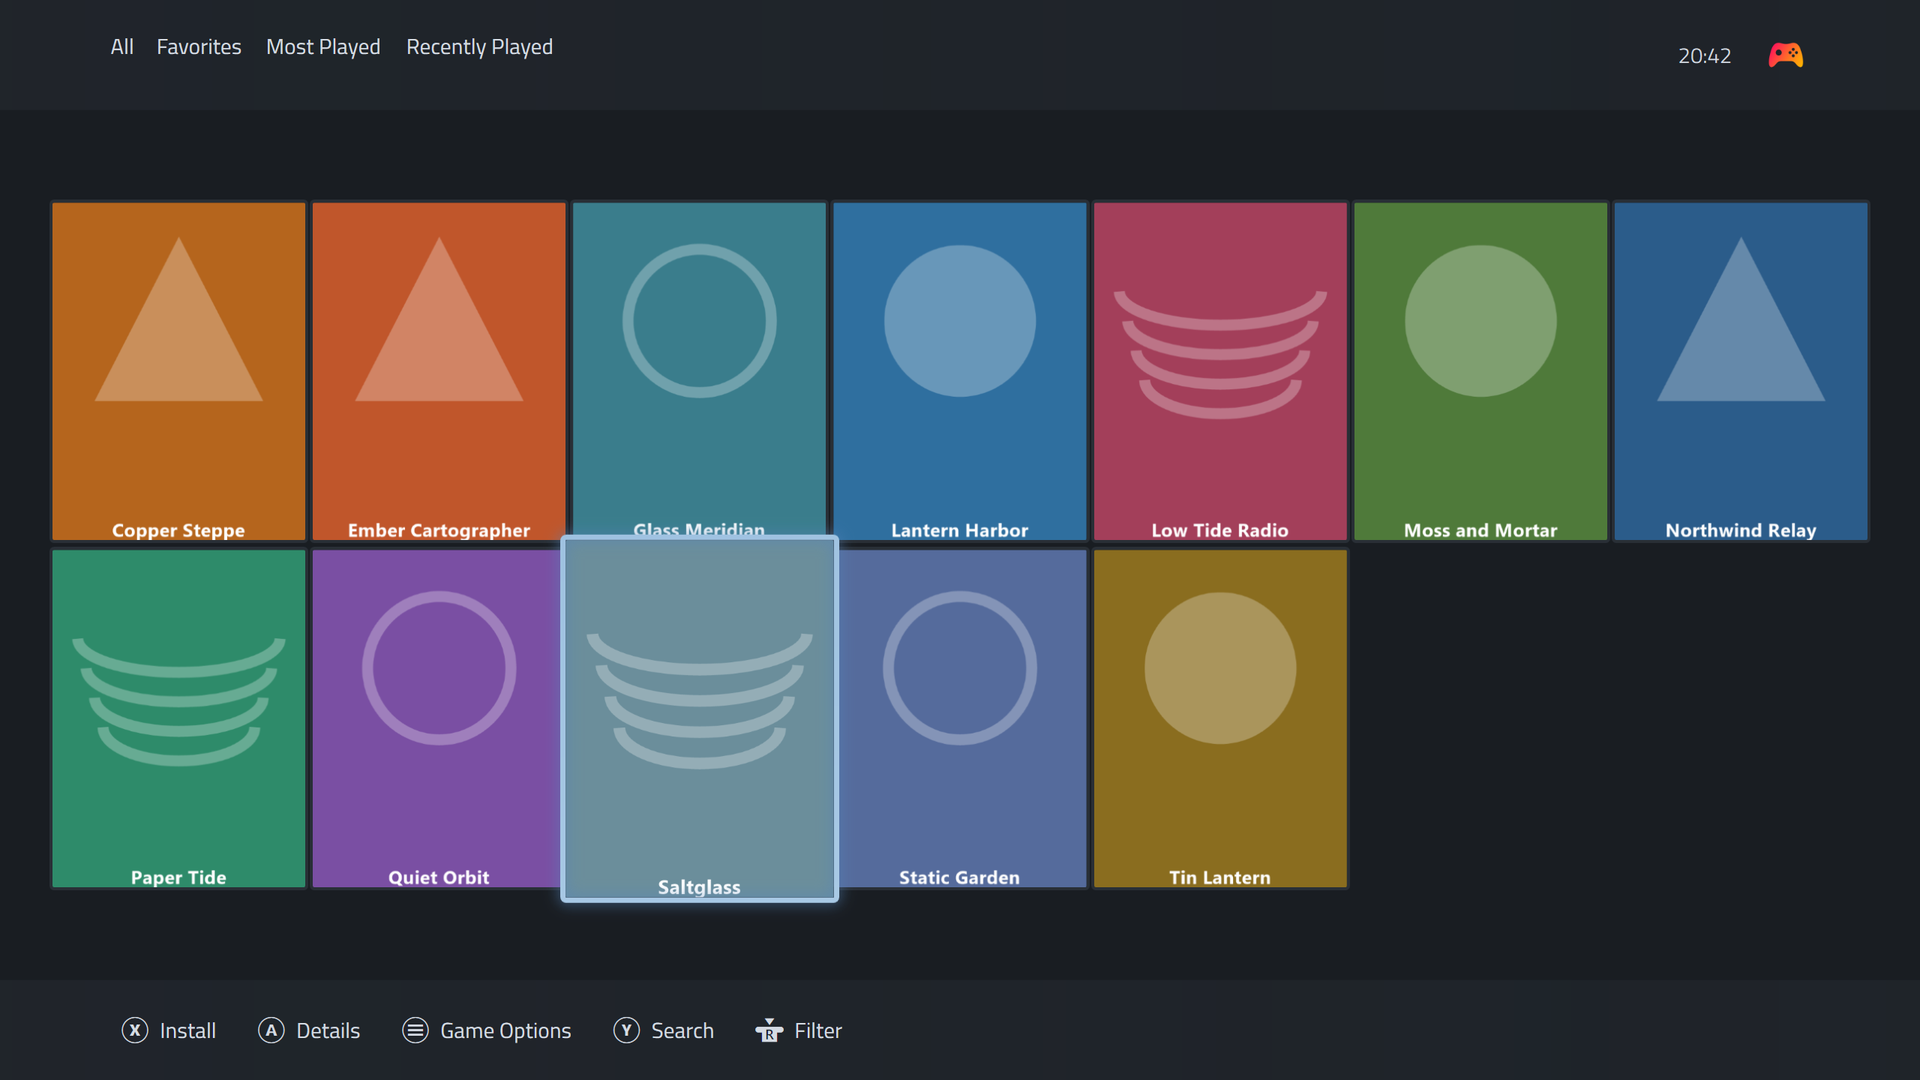 All Favorites Most Played Recently Played
20:42
Copper Steppe Ember Cartographer Glass Meridian Lantern Harbor Low Tide Radio Moss and Mortar Northwind Relay
Paper Tide Quiet Orbit Saltglass Static Garden Tin Lantern
X Install A Details Game Options Y Search R Filter